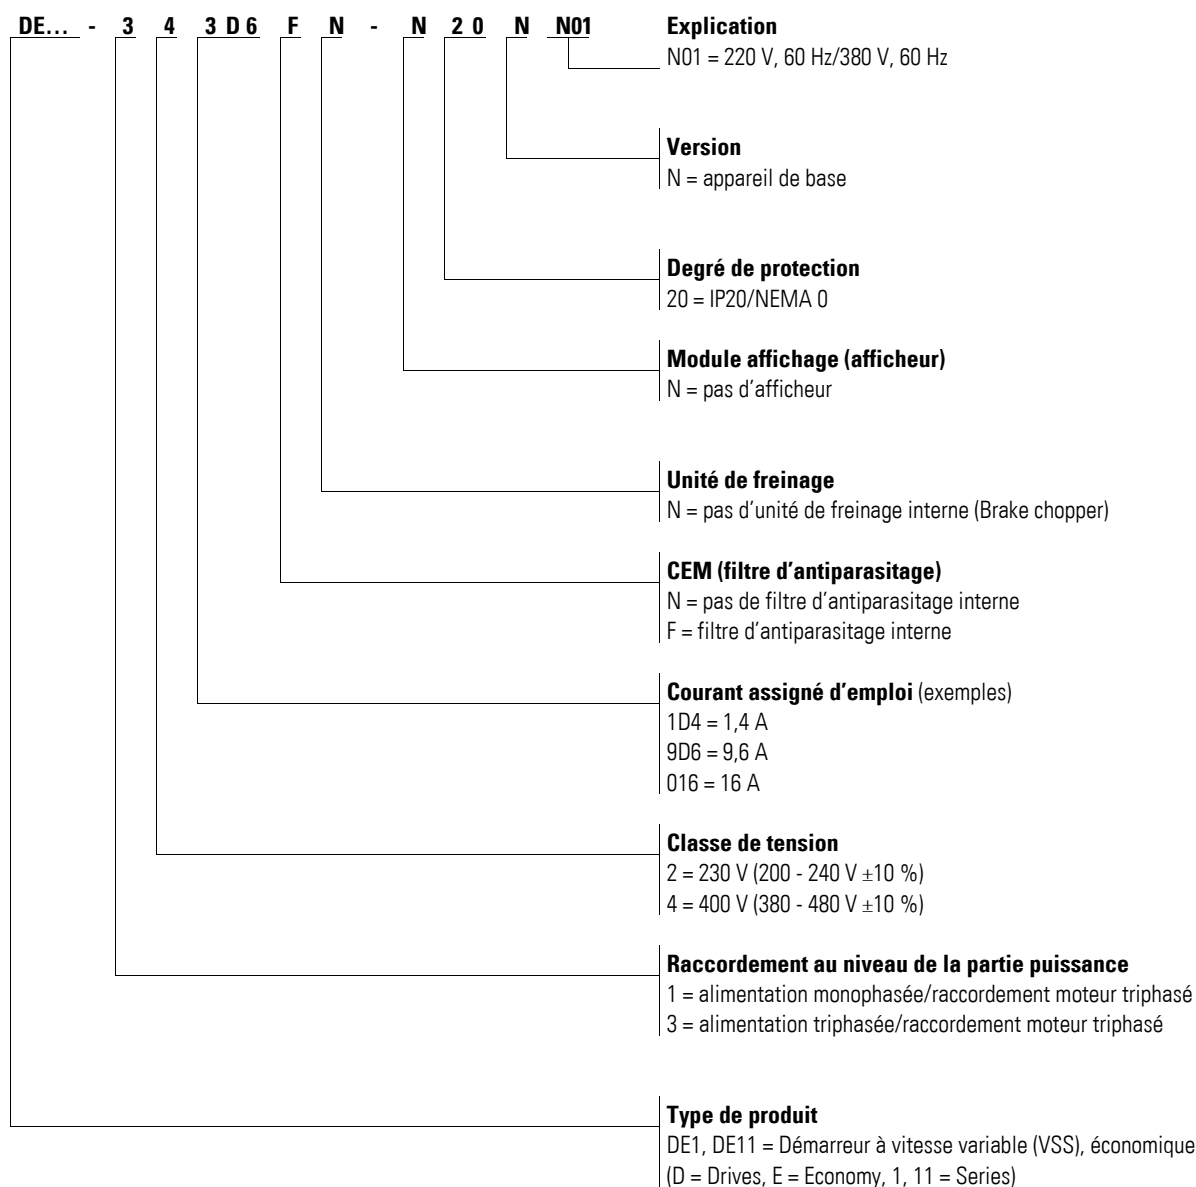 DE... - 3 4 3 D 6 F N - N 2 0 N N01
Explication
N01 = 220 V, 60 Hz/380 V, 60 Hz
Version
N = appareil de base
Degré de protection
20 = IP20/NEMA 0
Module affichage (afficheur)
N = pas d’afficheur
Unité de freinage
N = pas d’unité de freinage interne (Brake chopper)
CEM (filtre d’antiparasitage)
N = pas de filtre d’antiparasitage interne
F = filtre d’antiparasitage interne
Courant assigné d’emploi (exemples)
1D4 = 1,4 A
9D6 = 9,6 A
016 = 16 A
Classe de tension
2 = 230 V (200 - 240 V ±10 %)
4 = 400 V (380 - 480 V ±10 %)
Raccordement au niveau de la partie puissance
1 = alimentation monophasée/raccordement moteur triphasé
3 = alimentation triphasée/raccordement moteur triphasé
Type de produit
DE1, DE11 = Démarreur à vitesse variable (VSS), économique
(D = Drives, E = Economy, 1, 11 = Series)